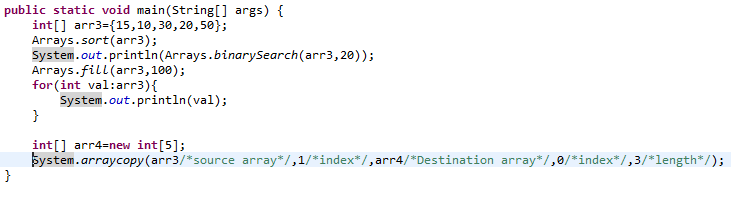 public static void main(String[] args) {
    int[] arr3={15,10,30,20,50};
    Arrays.sort(arr3);
    System.out.println(Arrays.binarySearch(arr3,20));
    Arrays.fill(arr3,100);
    for(int val:arr3){
        System.out.println(val);
    }

    int[] arr4=new int[5];
    System.arraycopy(arr3/*source array*/,1/*index*/,arr4/*Destination array*/,0/*index*/,3/*length*/);
}